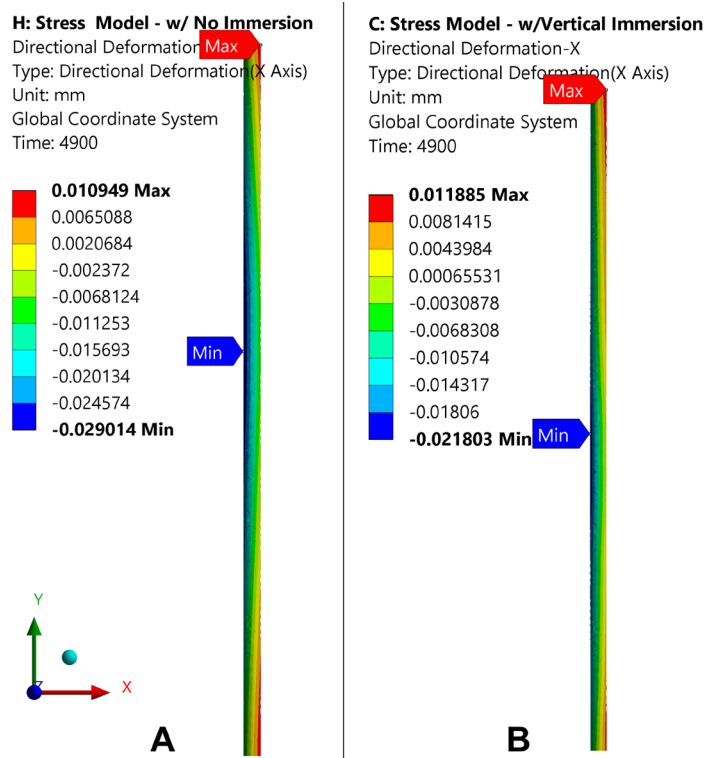 H: Stress Model - w/ No Immersion
Directional Deformation
Max
Type: Directional Deformation(X Axis)
Unit: mm
Global Coordinate System
Time: 4900
0.010949 Max
0.0065088
0.0020684
-0.002372
-0.0068124
-0.011253
-0.015693
-0.020134
-0.024574
-0.029014 Min
Min
Y
Z
X
A
C: Stress Model - w/Vertical Immersion
Directional Deformation-X
Type: Directional Deformation(X Axis)
Max
Unit: mm
Global Coordinate System
Time: 4900
0.011885 Max
0.0081415
0.0043984
0.00065531
-0.0030878
-0.0068308
-0.010574
-0.014317
-0.01806
-0.021803 Min
Min
B